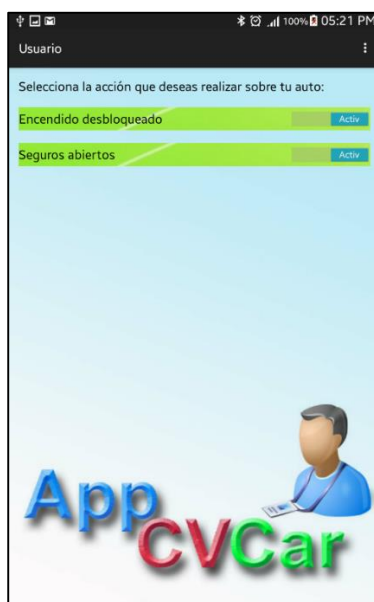 100% 05:21 PM
Usuario
Selecciona la acción que deseas realizar sobre tu auto:
Encendido desbloqueado Activ
Seguros abiertos Activ
App
CVCar